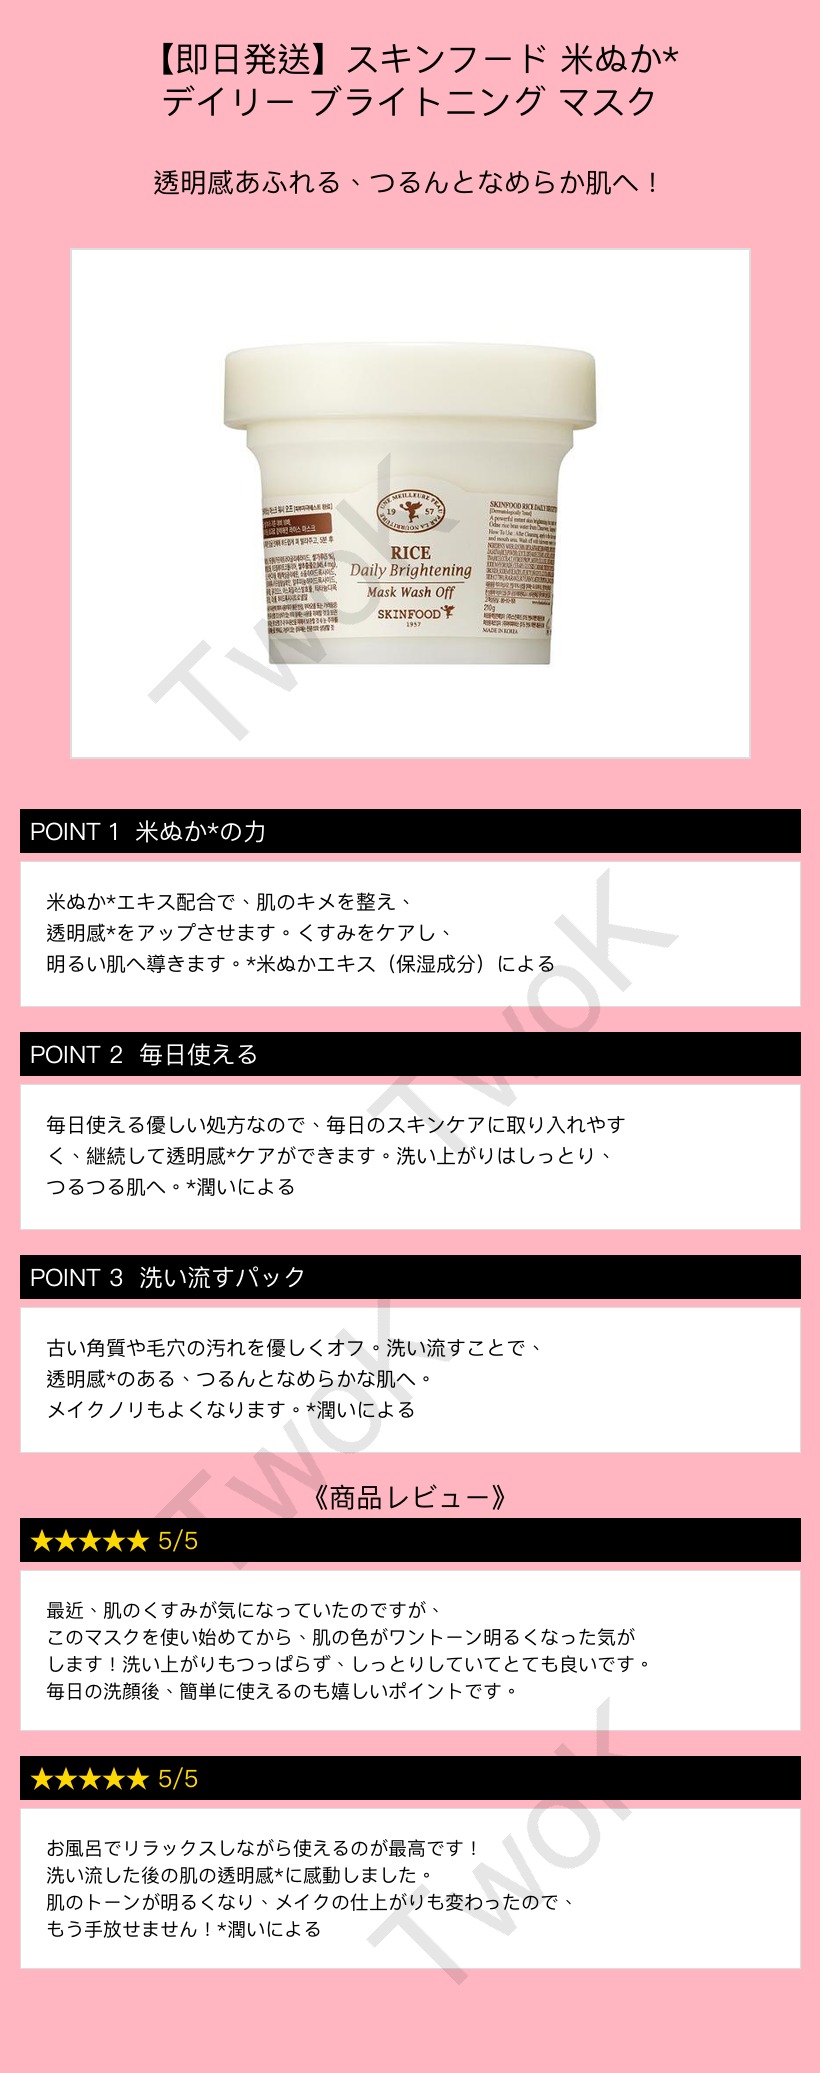 【即日発送】スキンフード 米ぬか*
デイリー ブライトニング マスク
透明感あふれる、つるんとなめらか肌へ！
UNE MEILLEURE PEAU PAR LA NOURRITURE
19 57
RICE
Daily Brightening
Mask Wash Off
SKINFOOD
1957
SKINFOOD RICE DAILY
[Dermatologically Tested]
210g
MADE IN KOREA
TwoK
POINT 1 米ぬか*の力
米ぬか*エキス配合で、肌のキメを整え、
透明感*をアップさせます。くすみをケアし、
明るい肌へ導きます。*米ぬかエキス（保湿成分）による
TwoK
POINT 2 毎日使える
毎日使える優しい処方なので、毎日のスキンケアに取り入れやす
く、継続して透明感*ケアができます。洗い上がりはしっとり、
つるつる肌へ。*潤いによる
POINT 3 洗い流すパック
古い角質や毛穴の汚れを優しくオフ。洗い流すことで、
透明感*のある、つるんとなめらかな肌へ。
メイクノリもよくなります。*潤いによる
TwoK
《商品レビュー》
★★★★★ 5/5
最近、肌のくすみが気になっていたのですが、
このマスクを使い始めてから、肌の色がワントーン明るくなった気が
します！洗い上がりもつっぱらず、しっとりしていてとても良いです。
毎日の洗顔後、簡単に使えるのも嬉しいポイントです。
★★★★★ 5/5
お風呂でリラックスしながら使えるのが最高です！
洗い流した後の肌の透明感*に感動しました。
肌のトーンが明るくなり、メイクの仕上がりも変わったので、
もう手放せません！*潤いによる
TwoK